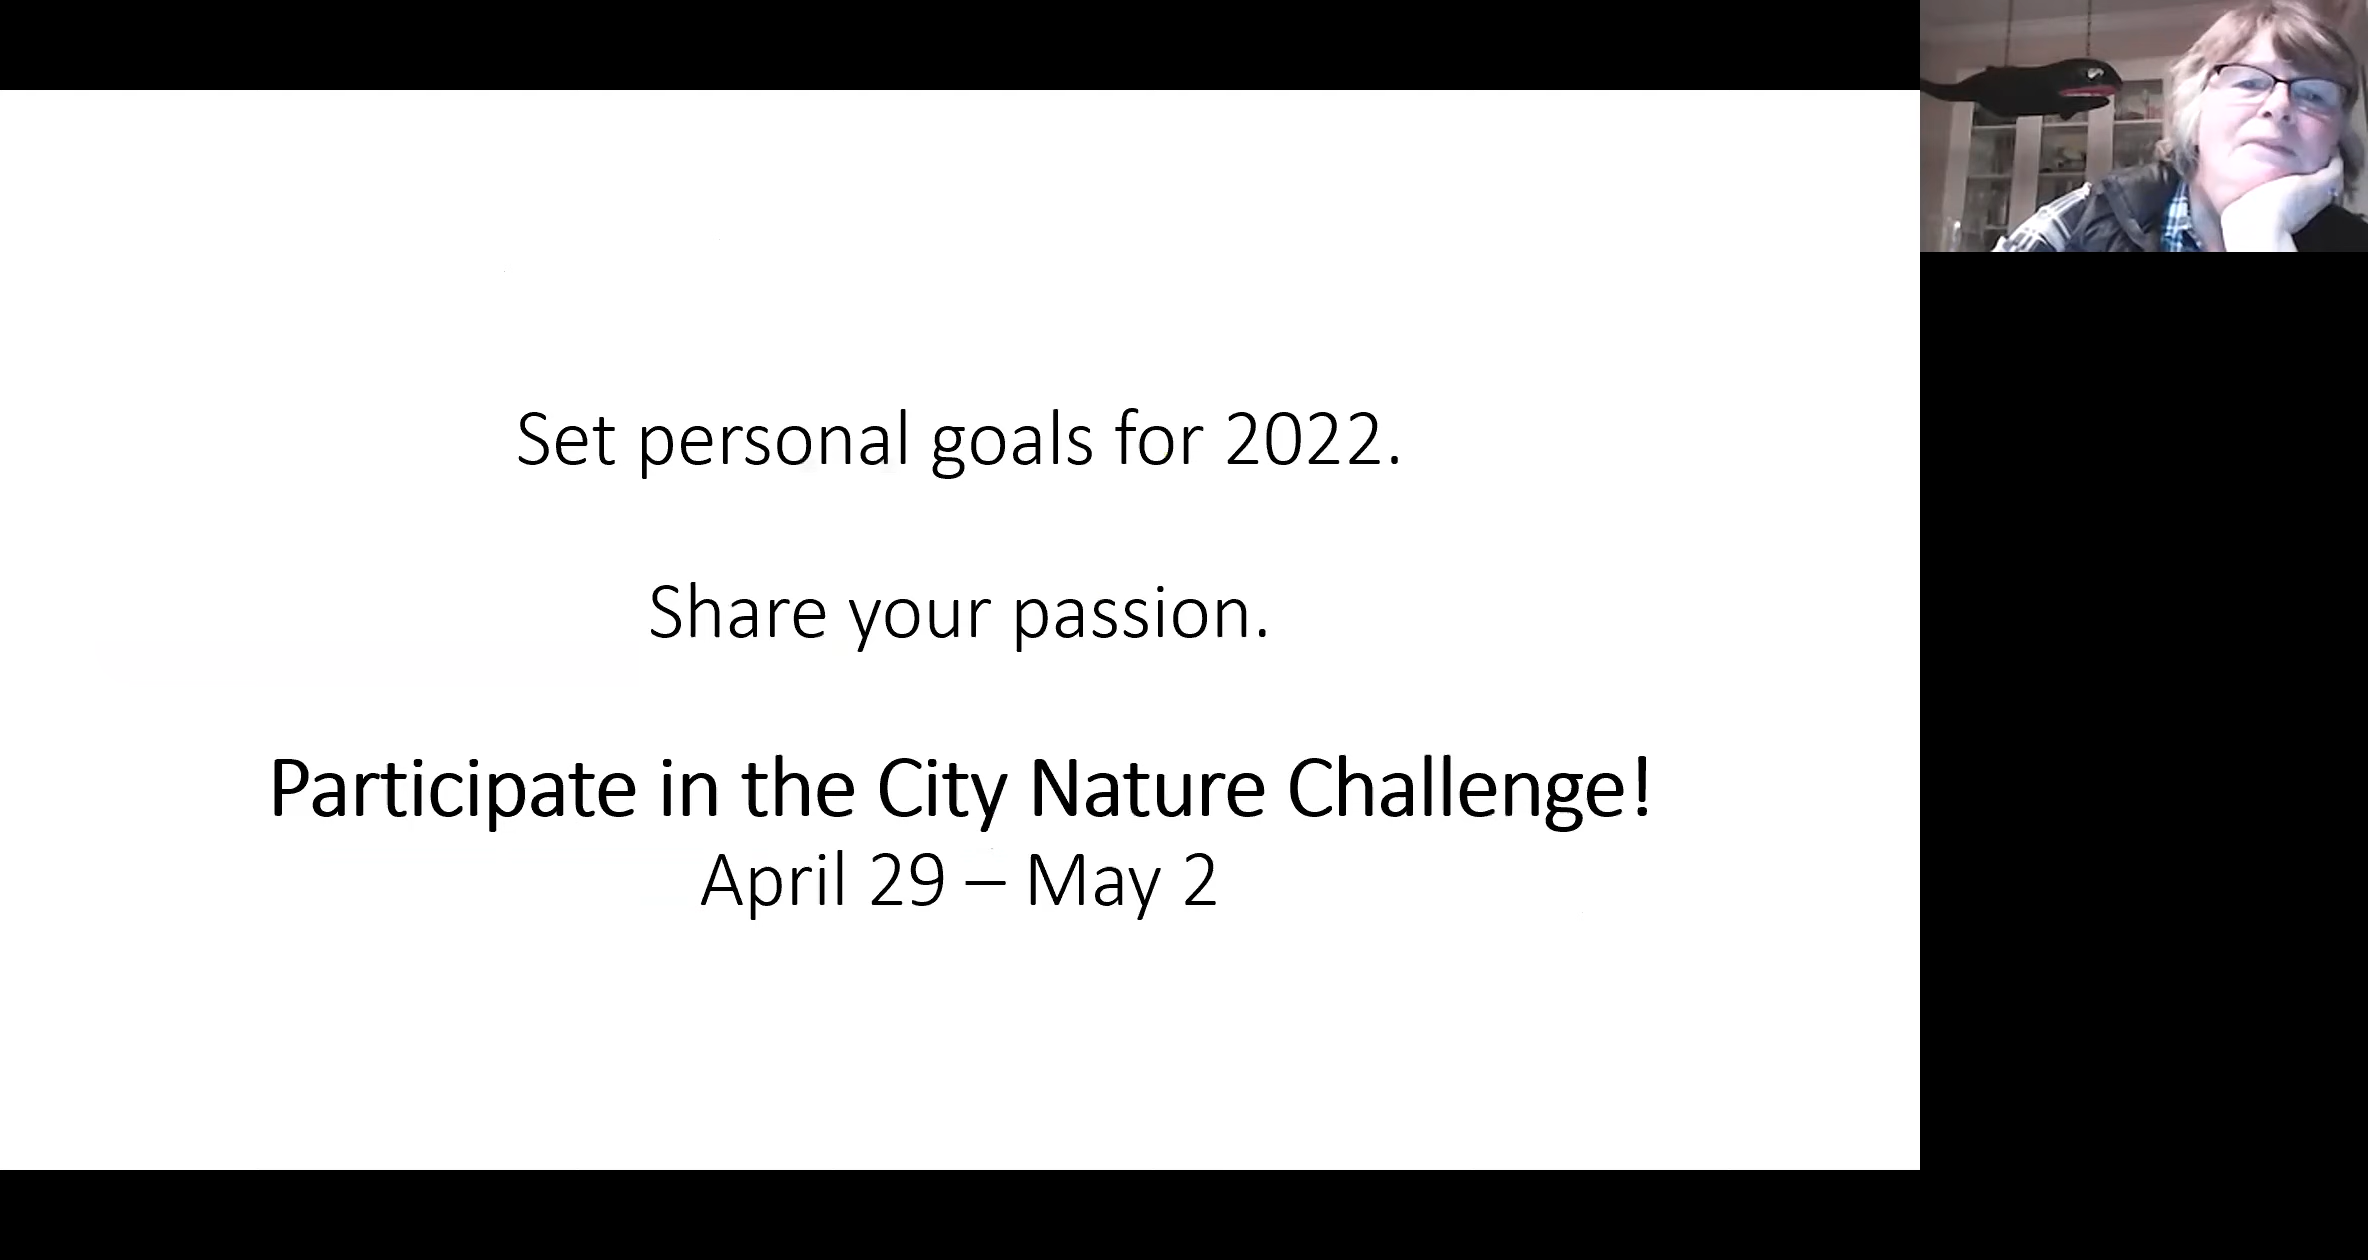 Set personal goals for 2022.
Share your passion.
Participate in the City Nature Challenge!
April 29 – May 2